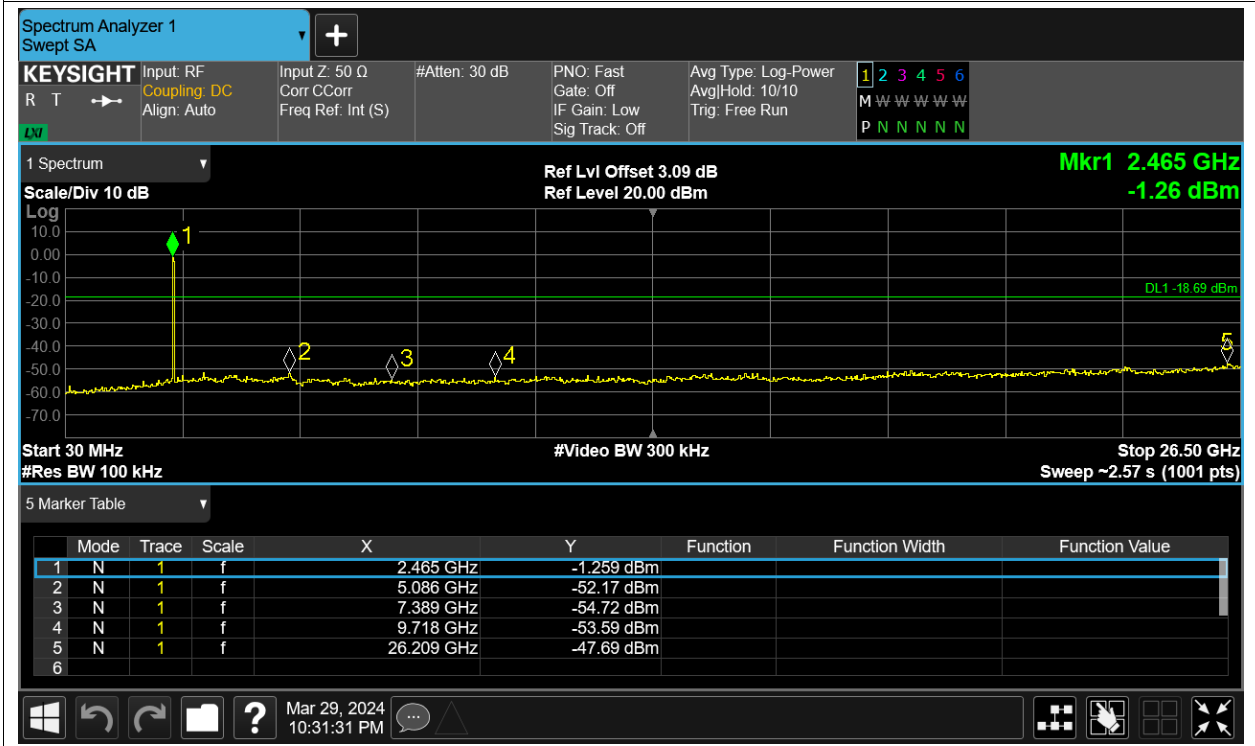 Spectrum Analyzer 1
Swept SA
+
KEYSIGHT
R T
LXI
Input: RF
Coupling: DC
Align: Auto
Input Z: 50 Ω
Corr CCorr
Freq Ref: Int (S)
#Atten: 30 dB
PNO: Fast
Gate: Off
IF Gain: Low
Sig Track: Off
Avg Type: Log-Power
Avg|Hold: 10/10
Trig: Free Run
1 2 3 4 5 6
M W W W W W
P N N N N N
1 Spectrum
Scale/Div 10 dB
Ref Lvl Offset 3.09 dB
Ref Level 20.00 dBm
Mkr1 2.465 GHz
-1.26 dBm
Log
10.0
0.00
-10.0
-20.0
-30.0
-40.0
-50.0
-60.0
-70.0
1
DL1 -18.69 dBm
2
3
4
5
Start 30 MHz
#Res BW 100 kHz
#Video BW 300 kHz
Stop 26.50 GHz
Sweep ~2.57 s (1001 pts)
5 Marker Table
Mode Trace Scale X Y Function Function Width Function Value
1 N 1 f 2.465 GHz -1.259 dBm
2 N 1 f 5.086 GHz -52.17 dBm
3 N 1 f 7.389 GHz -54.72 dBm
4 N 1 f 9.718 GHz -53.59 dBm
5 N 1 f 26.209 GHz -47.69 dBm
6
?
Mar 29, 2024
10:31:31 PM